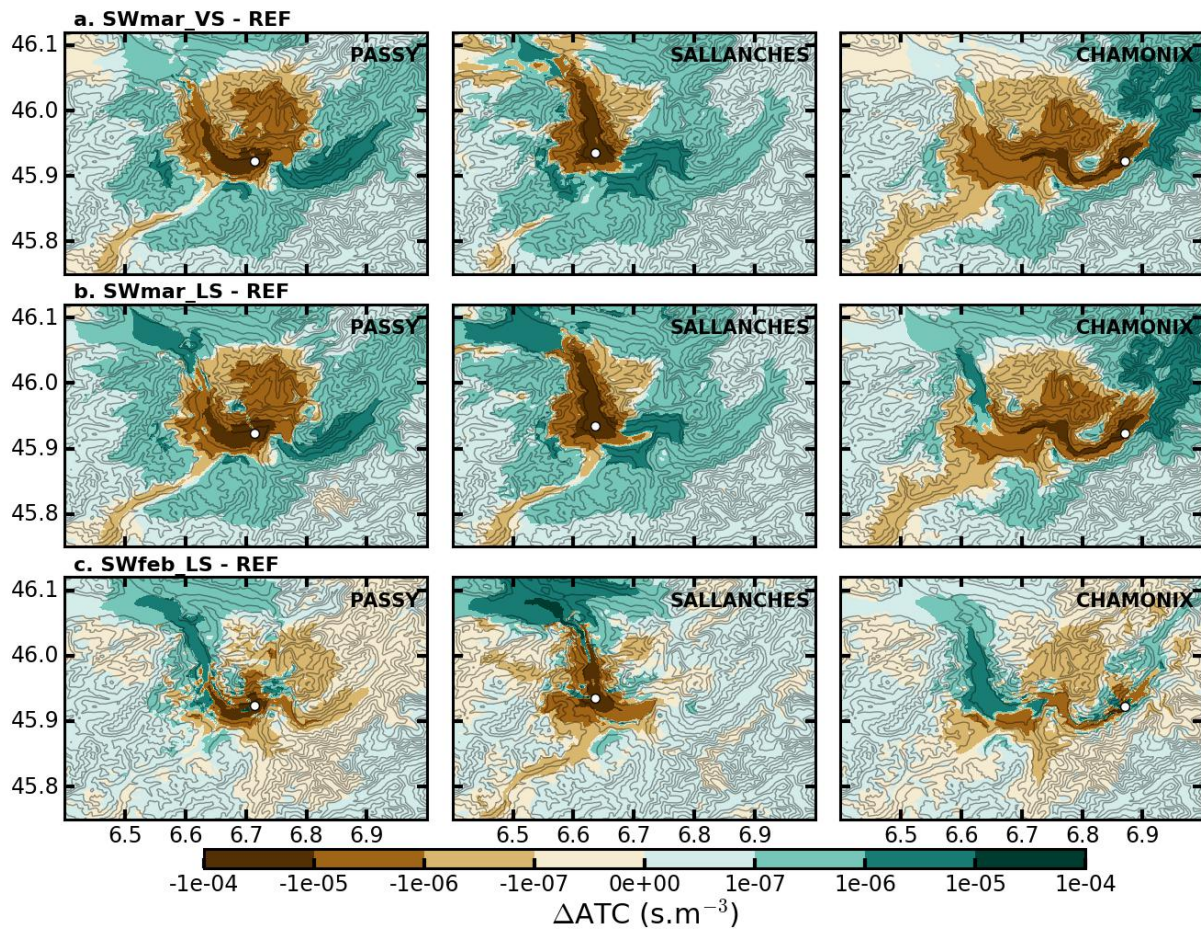 a. SWmar_VS - REF
PASSY
SALLANCHES
CHAMONIX
46.1
46.0
45.9
45.8
b. SWmar_LS - REF
PASSY
SALLANCHES
CHAMONIX
46.1
46.0
45.9
45.8
c. SWfeb_LS - REF
PASSY
SALLANCHES
CHAMONIX
46.1
46.0
45.9
45.8
6.5 6.6 6.7 6.8 6.9 6.5 6.6 6.7 6.8 6.9 6.5 6.6 6.7 6.8 6.9
-1e-04 -1e-05 -1e-06 -1e-07 0e+00 1e-07 1e-06 1e-05 1e-04
ΔATC (s.m⁻³)